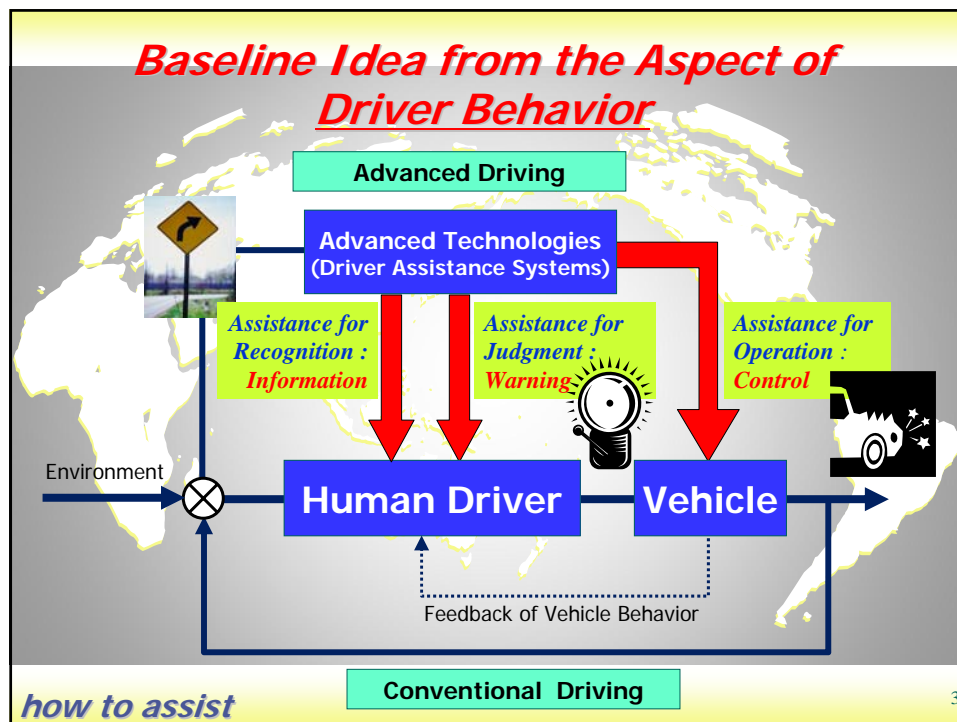 Baseline Idea from the Aspect of
Driver Behavior
Advanced Driving
Advanced Technologies
(Driver Assistance Systems)
Assistance for
Recognition :
Information
Assistance for
Judgment :
Warning
Assistance for
Operation :
Control
Environment
Human Driver
Vehicle
Feedback of Vehicle Behavior
Conventional Driving
how to assist
3